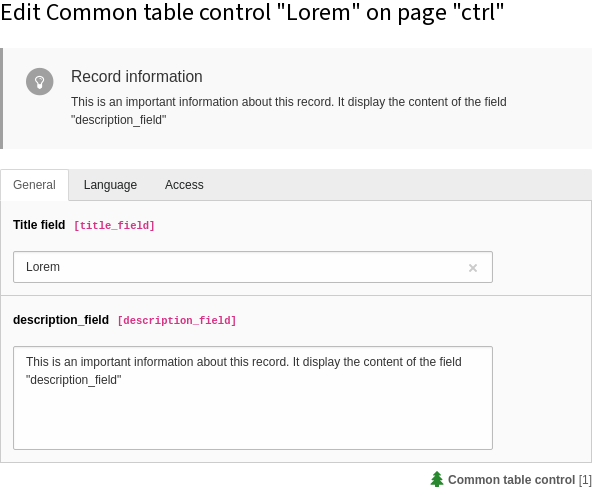 Edit Common table control "Lorem" on page "ctrl"
Record information
This is an important information about this record. It display the content of the field
"description_field"
General Language Access
Title field [title_field]
Lorem
description_field [description_field]
This is an important information about this record. It display the content of the field
"description_field"
Common table control [1]